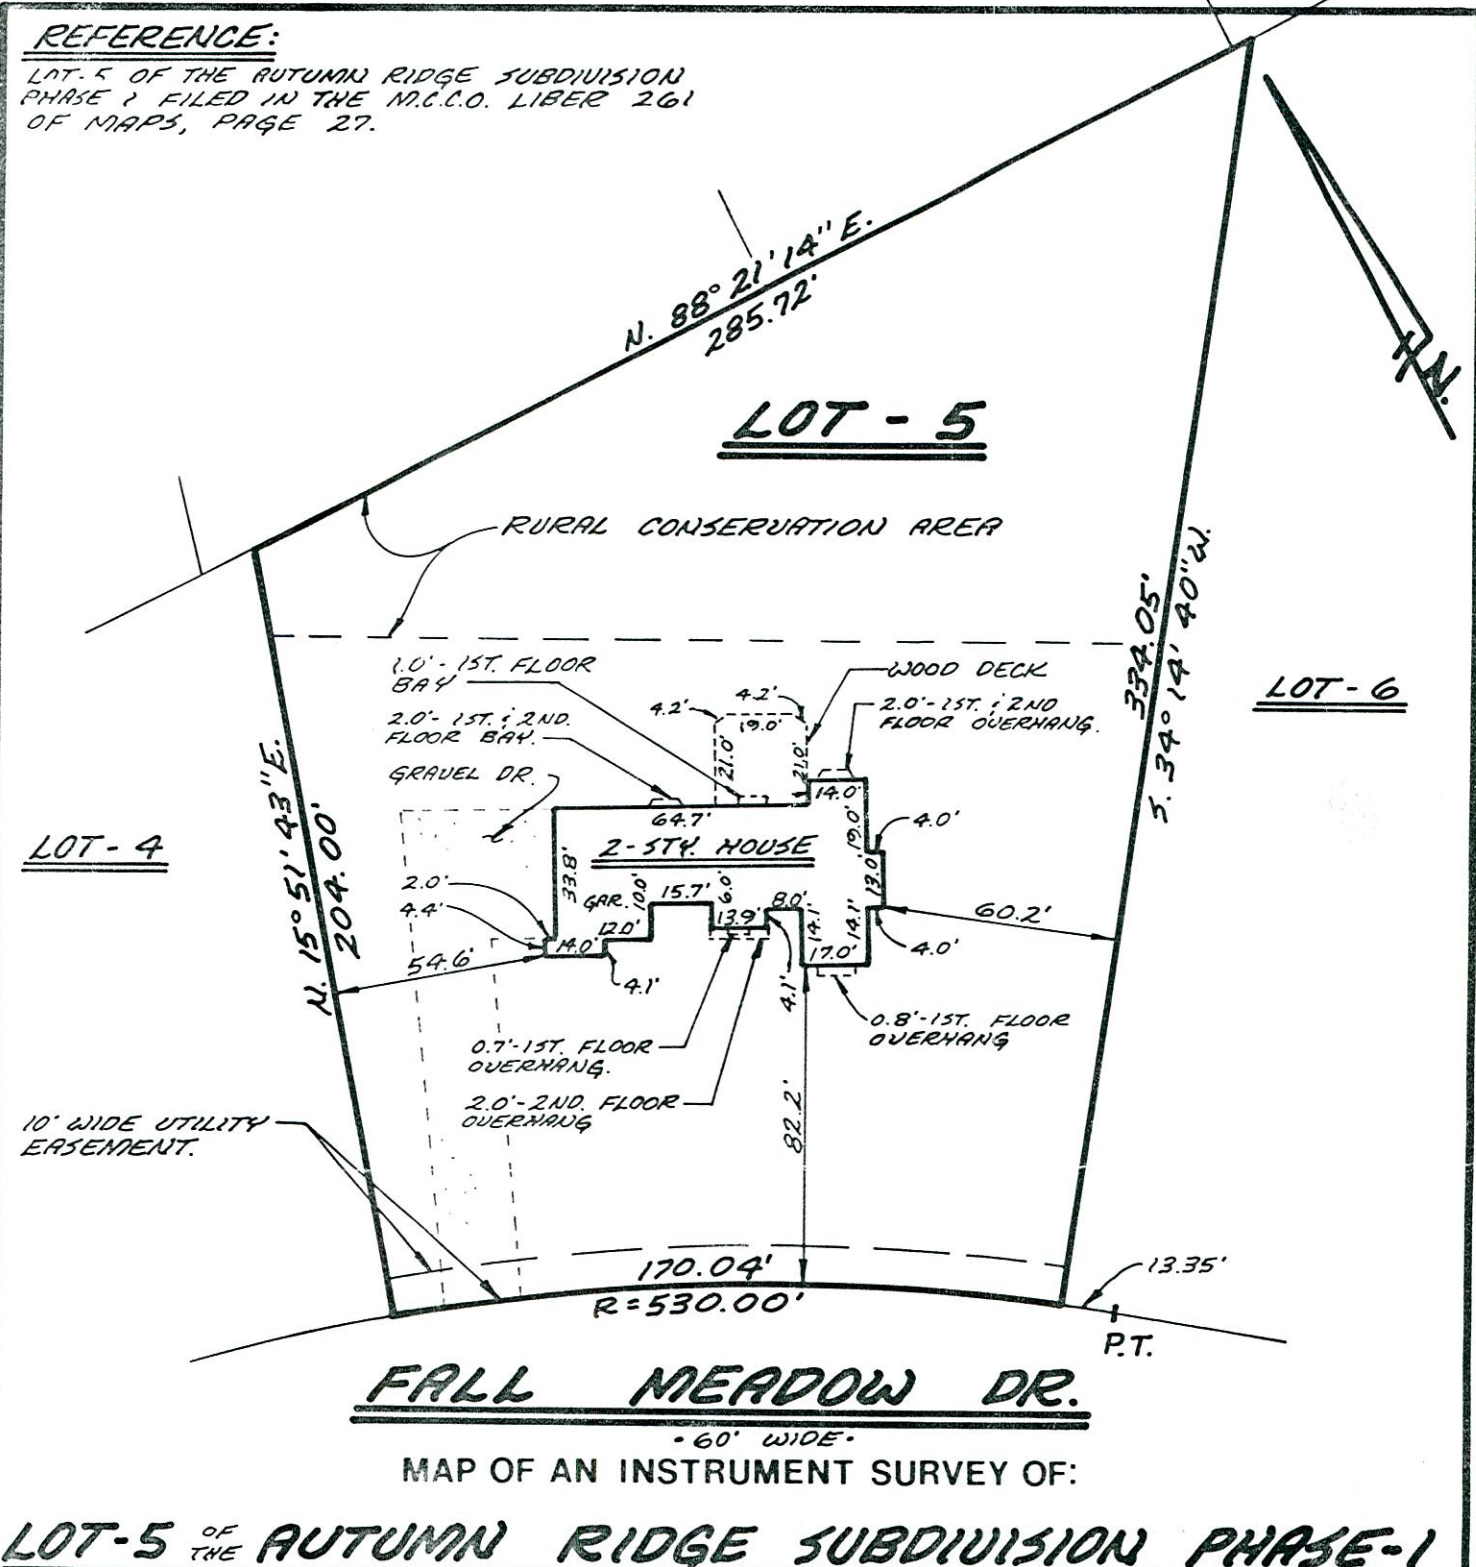 REFERENCE:
LOT-5 OF THE AUTUMN RIDGE SUBDIVISION
PHASE 1 FILED IN THE M.C.C.O. LIBER 261
OF MAPS, PAGE 27.
N. 88° 21' 14" E.
285.72'
N.
LOT - 5
RURAL CONSERVATION AREA
334.05'
S. 34° 14' 40" W.
LOT - 6
1.0'- 1ST. FLOOR
BAY
2.0'- 1ST. & 2ND.
FLOOR BAY.
GRAVEL DR.
4.2'
4.2'
19.0'
21.0'
21.0'
WOOD DECK
2.0'-1ST. & 2ND
FLOOR OVERHANG.
N. 15° 51' 43" E.
204.00'
LOT - 4
14.0'
64.7'
19.0'
4.0'
2-STY. HOUSE
33.8'
13.0'
2.0'
4.4'
GAR.
10.0'
15.7'
6.0'
13.9'
8.0'
14.1'
14.1'
60.2'
4.0'
14.0'
12.0'
17.0'
54.6'
4.1'
4.1'
0.7'-1ST. FLOOR
OVERHANG.
0.8'-1ST. FLOOR
OVERHANG
2.0'-2ND. FLOOR
OVERHANG
82.2'
10' WIDE UTILITY
EASEMENT.
170.04'
R=530.00'
13.35'
P.T.
FALL MEADOW DR.
-60' WIDE-
MAP OF AN INSTRUMENT SURVEY OF:
LOT-5 OF THE AUTUMN RIDGE SUBDIVISION PHASE-1